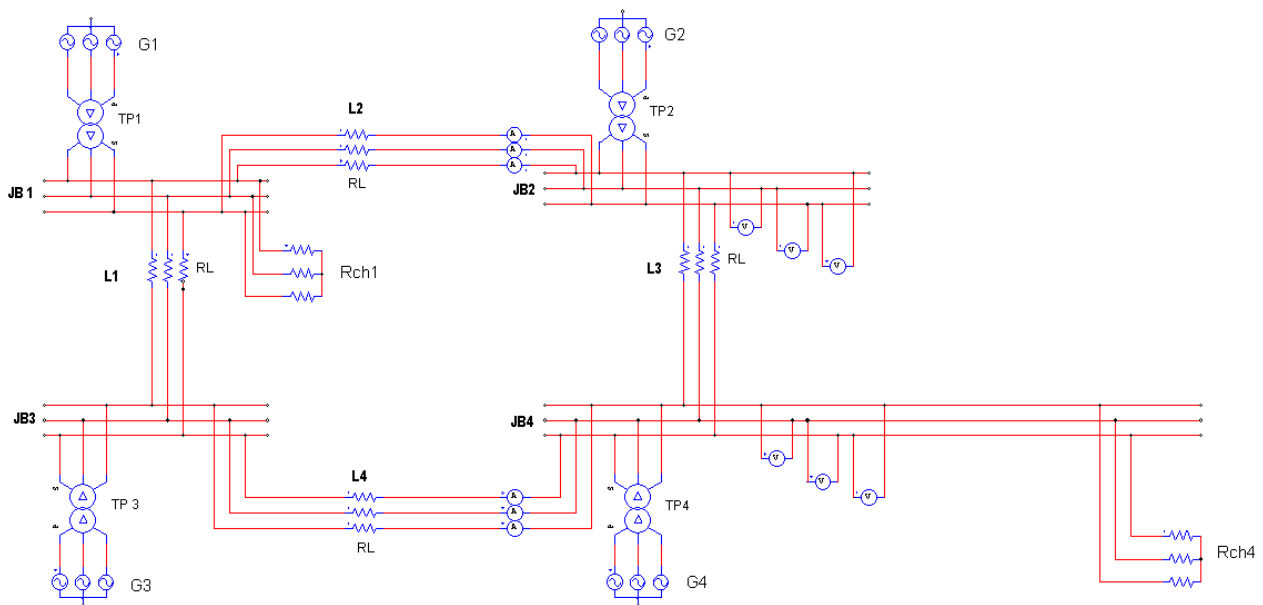 G1
G2
TP1
TP2
L2
RL
JB 1
JB2
L1
RL
Rch1
L3
RL
JB3
JB4
L4
RL
TP 3
TP4
G3
G4
Rch4
P
S
P
S
S
P
S
P
A
A
A
A
A
A
V
V
V
V
V
V